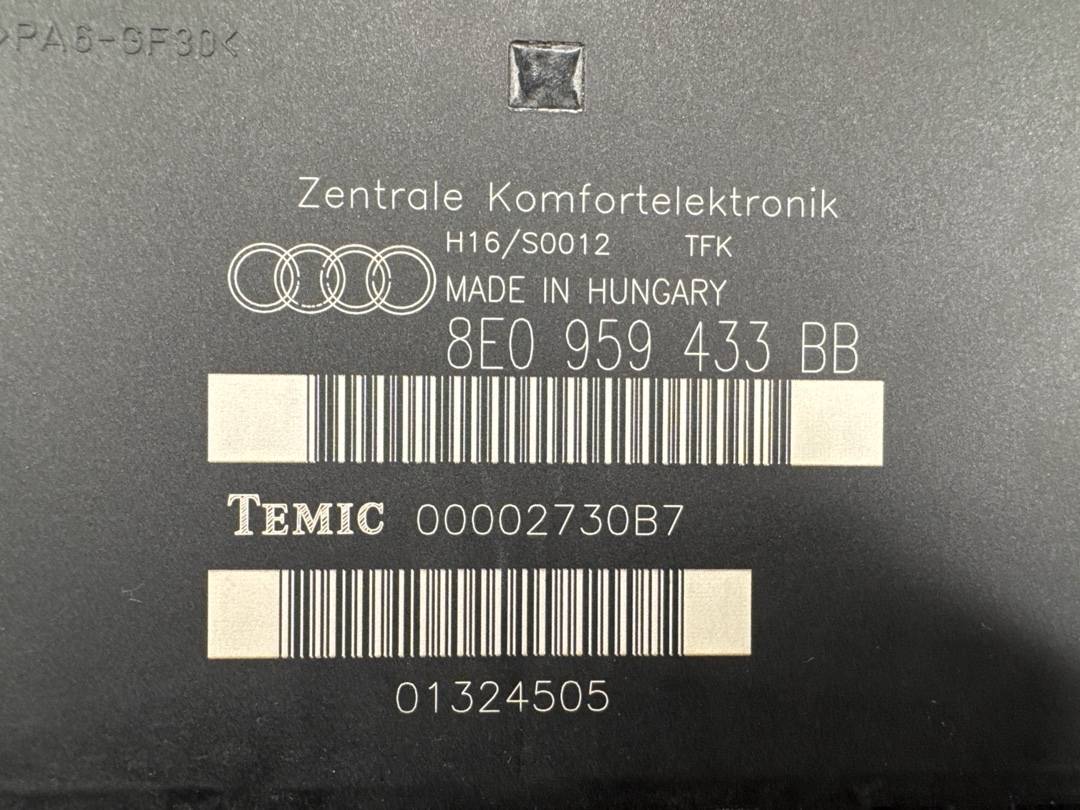 >PA6-GF30<
Zentrale Komfortelektronik
H16/S0012 TFK
MADE IN HUNGARY
8E0 959 433 BB
TEMIC 00002730B7
01324505